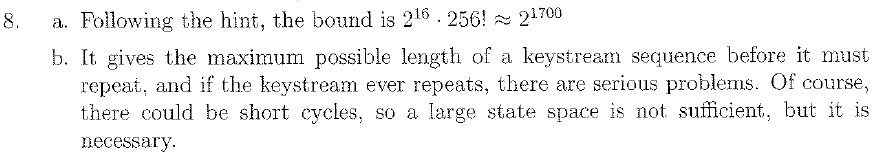 8. a. Following the hint, the bound is 2^16 · 256! ≈ 2^1700
b. It gives the maximum possible length of a keystream sequence before it must
repeat, and if the keystream ever repeats, there are serious problems. Of course,
there could be short cycles, so a large state space is not sufficient, but it is
necessary.